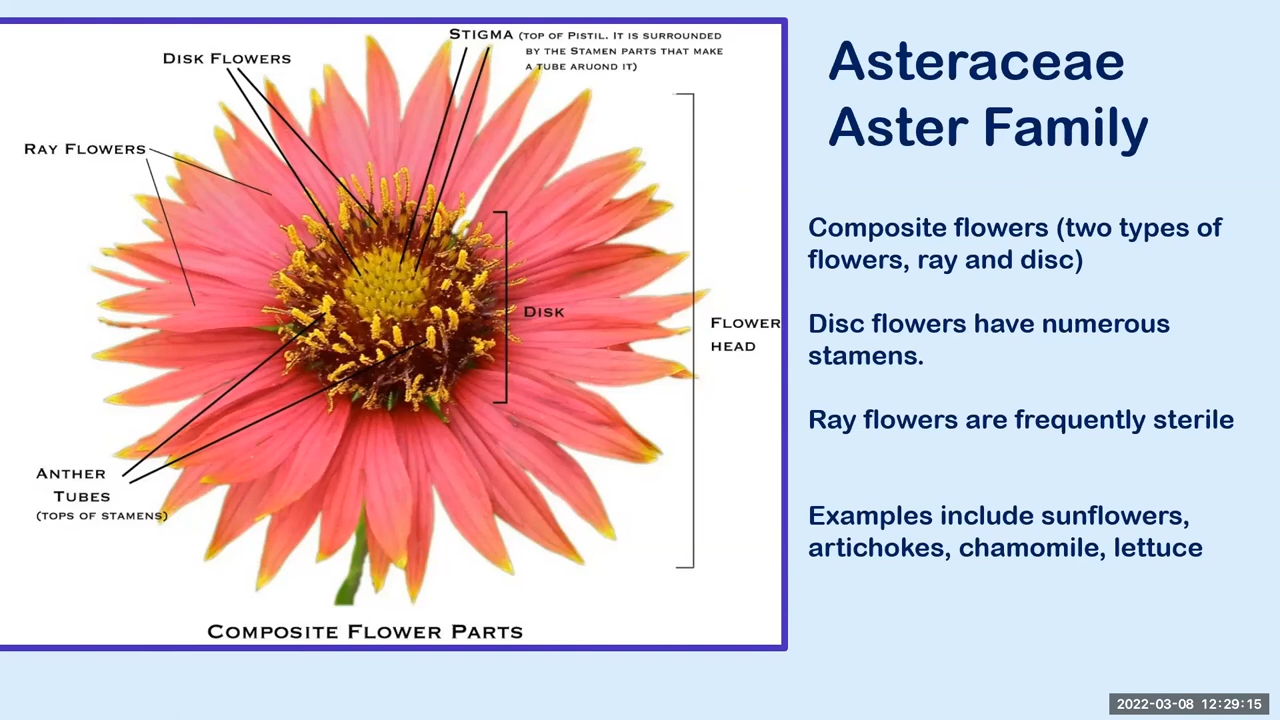 Disk Flowers
Stigma (top of Pistil. It is surrounded
by the Stamen parts that make
a tube aruond it)
Ray Flowers
Disk
Flower
Head
Anther
Tubes
(tops of stamens)
Composite Flower Parts
Asteraceae
Aster Family
Composite flowers (two types of
flowers, ray and disc)
Disc flowers have numerous
stamens.
Ray flowers are frequently sterile
Examples include sunflowers,
artichokes, chamomile, lettuce
2022-03-08 12:29:15